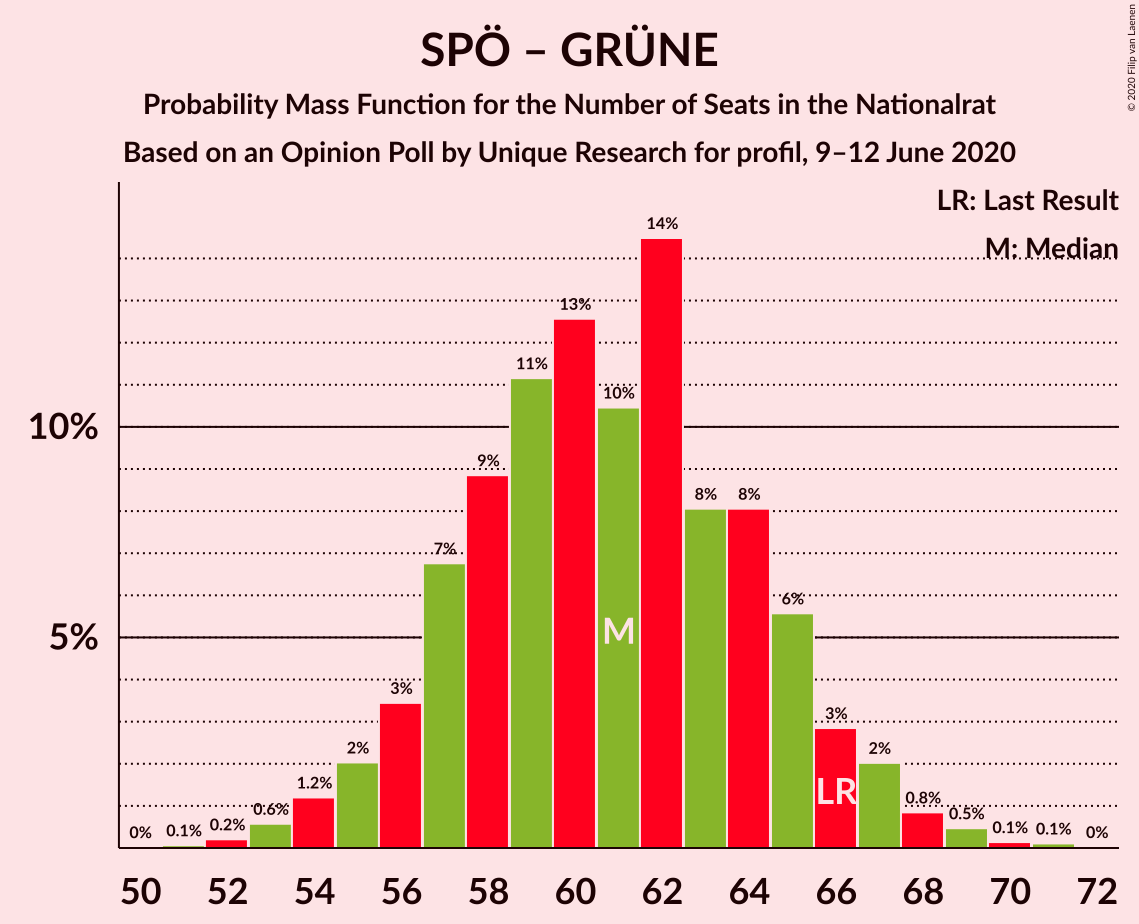 SPÖ – GRÜNE
Probability Mass Function for the Number of Seats in the Nationalrat
Based on an Opinion Poll by Unique Research for profil, 9–12 June 2020
© 2020 Filip van Laenen
LR: Last Result
M: Median
14%
13%
11%
10%
10%
9%
8% 8%
7%
6%
5%
M
3%
3%
2%
2%
LR
1.2%
0.8%
0.6%
0.5%
0% 0.1% 0.2%
0.1% 0.1% 0%
50 52 54 56 58 60 62 64 66 68 70 72